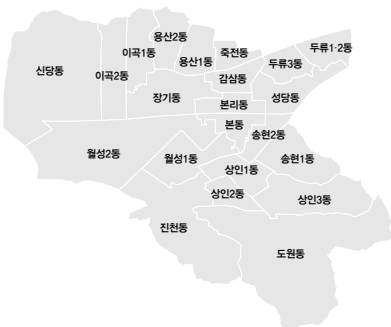 용산2동
두류1·2동
이곡1동
죽전동
용산1동
두류3동
신당동
이곡2동
감삼동
장기동
본리동
성당동
본동
송현2동
월성2동
월성1동
송현1동
상인1동
상인2동
상인3동
진천동
도원동